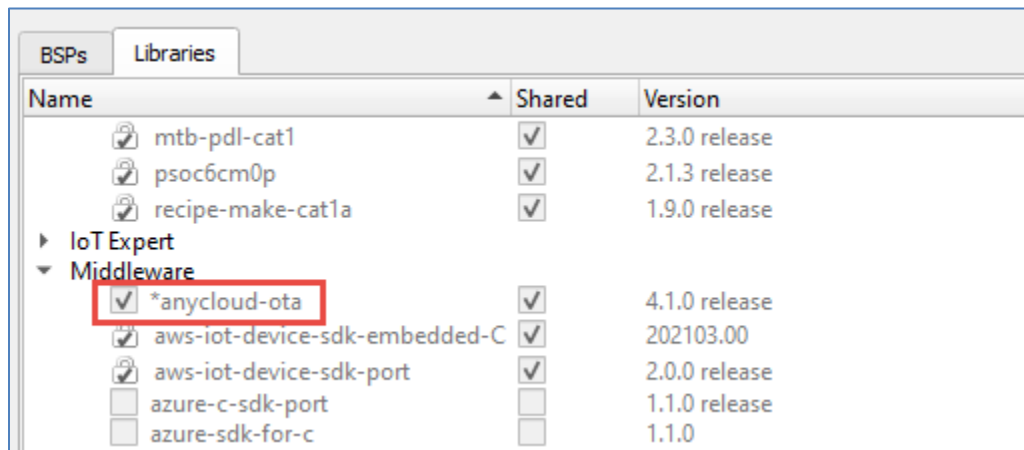 BSPs Libraries
Name Shared Version
mtb-pdl-cat1 2.3.0 release
psoc6cm0p 2.1.3 release
recipe-make-cat1a 1.9.0 release
IoT Expert
Middleware
*anycloud-ota 4.1.0 release
aws-iot-device-sdk-embedded-C 202103.00
aws-iot-device-sdk-port 2.0.0 release
azure-c-sdk-port 1.1.0 release
azure-sdk-for-c 1.1.0